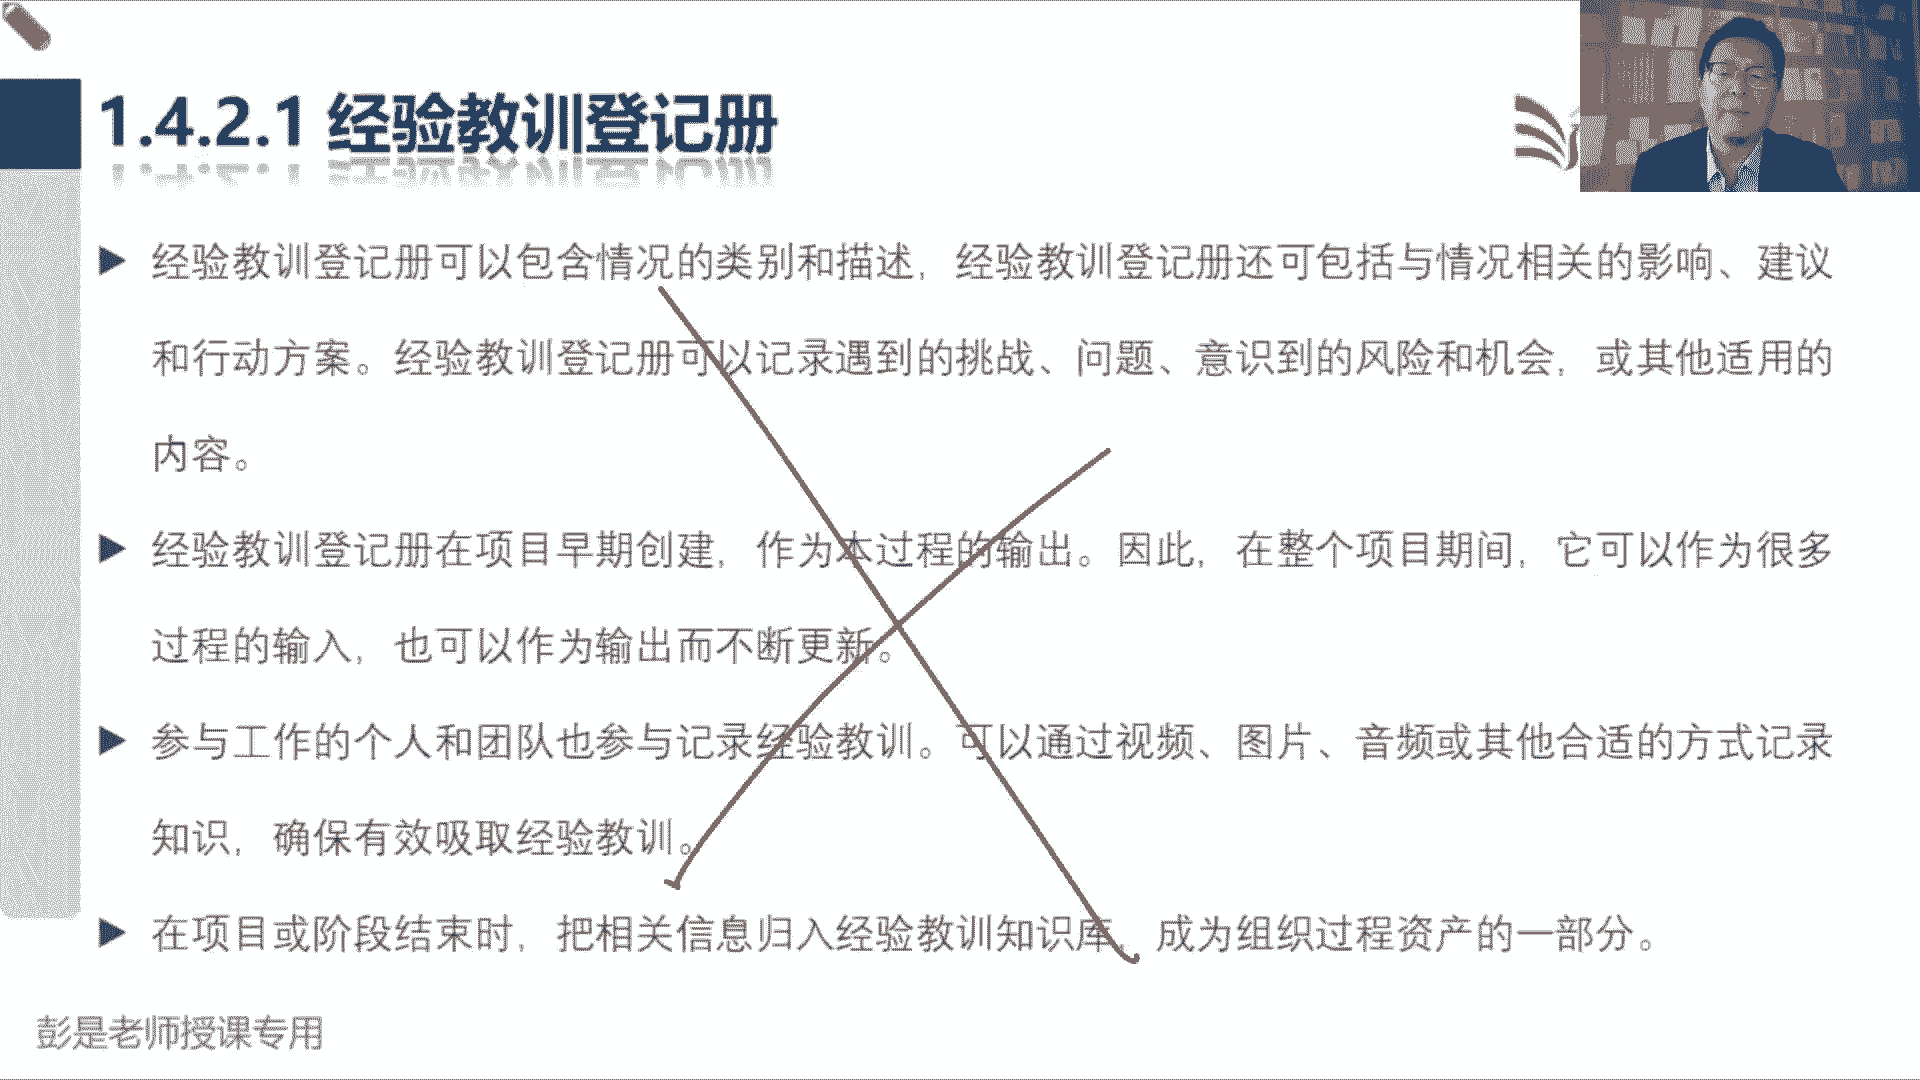 1.4.2.1 经验教训登记册
经验教训登记册可以包含情况的类别和描述，经验教训登记册还可包括与情况相关的影响、建议
和行动方案。经验教训登记册可以记录遇到的挑战、问题、意识到的风险和机会，或其他适用的
内容。
经验教训登记册在项目早期创建，作为本过程的输出。因此，在整个项目期间，它可以作为很多
过程的输入，也可以作为输出而不断更新。
参与工作的个人和团队也参与记录经验教训。可以通过视频、图片、音频或其他合适的方式记录
知识，确保有效吸取经验教训。
在项目或阶段结束时，把相关信息归入经验教训知识库，成为组织过程资产的一部分。
彭是老师授课专用